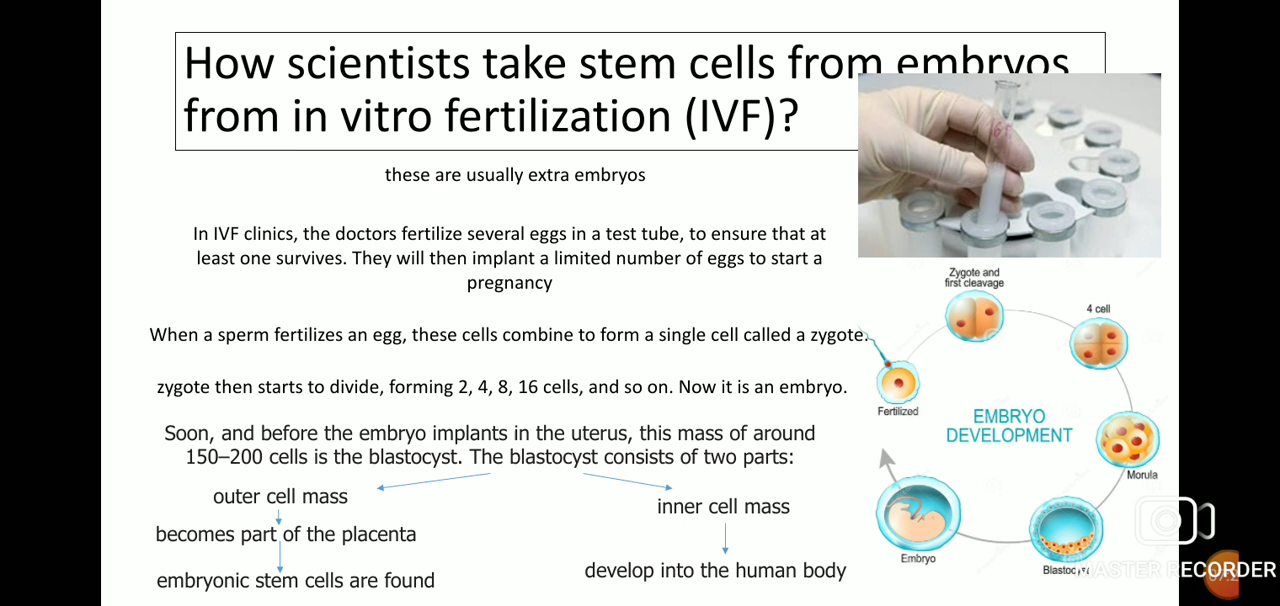 How scientists take stem cells from embryos
from in vitro fertilization (IVF)?
these are usually extra embryos
In IVF clinics, the doctors fertilize several eggs in a test tube, to ensure that at
least one survives. They will then implant a limited number of eggs to start a
pregnancy
When a sperm fertilizes an egg, these cells combine to form a single cell called a zygote.
zygote then starts to divide, forming 2, 4, 8, 16 cells, and so on. Now it is an embryo.
Soon, and before the embryo implants in the uterus, this mass of around
150–200 cells is the blastocyst. The blastocyst consists of two parts:
outer cell mass
becomes part of the placenta
embryonic stem cells are found
inner cell mass
develop into the human body
Zygote and
first cleavage
4 cell
Fertilized
EMBRYO
DEVELOPMENT
Morula
Embryo
Blastocyst
MASTER RECORDER